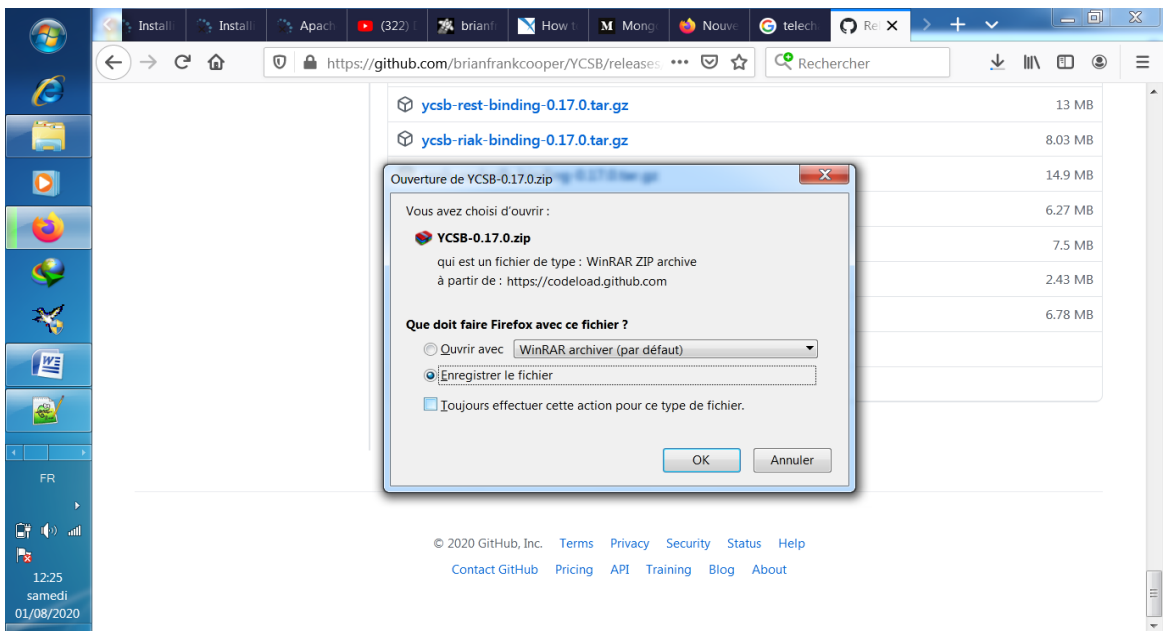 Install
Install
Apach
(322)
brianfr
How t
Mong
Nouve
telech
Re
https://github.com/brianfrankcooper/YCSB/releases
Rechercher
ycsb-rest-binding-0.17.0.tar.gz 13 MB
ycsb-riak-binding-0.17.0.tar.gz 8.03 MB
14.9 MB
6.27 MB
7.5 MB
2.43 MB
6.78 MB
Ouverture de YCSB-0.17.0.zip
Vous avez choisi d'ouvrir :
YCSB-0.17.0.zip
qui est un fichier de type : WinRAR ZIP archive
à partir de : https://codeload.github.com
Que doit faire Firefox avec ce fichier ?
Ouvrir avec WinRAR archiver (par défaut)
Enregistrer le fichier
Toujours effectuer cette action pour ce type de fichier.
OK Annuler
© 2020 GitHub, Inc. Terms Privacy Security Status Help
Contact GitHub Pricing API Training Blog About
FR
12:25
samedi
01/08/2020